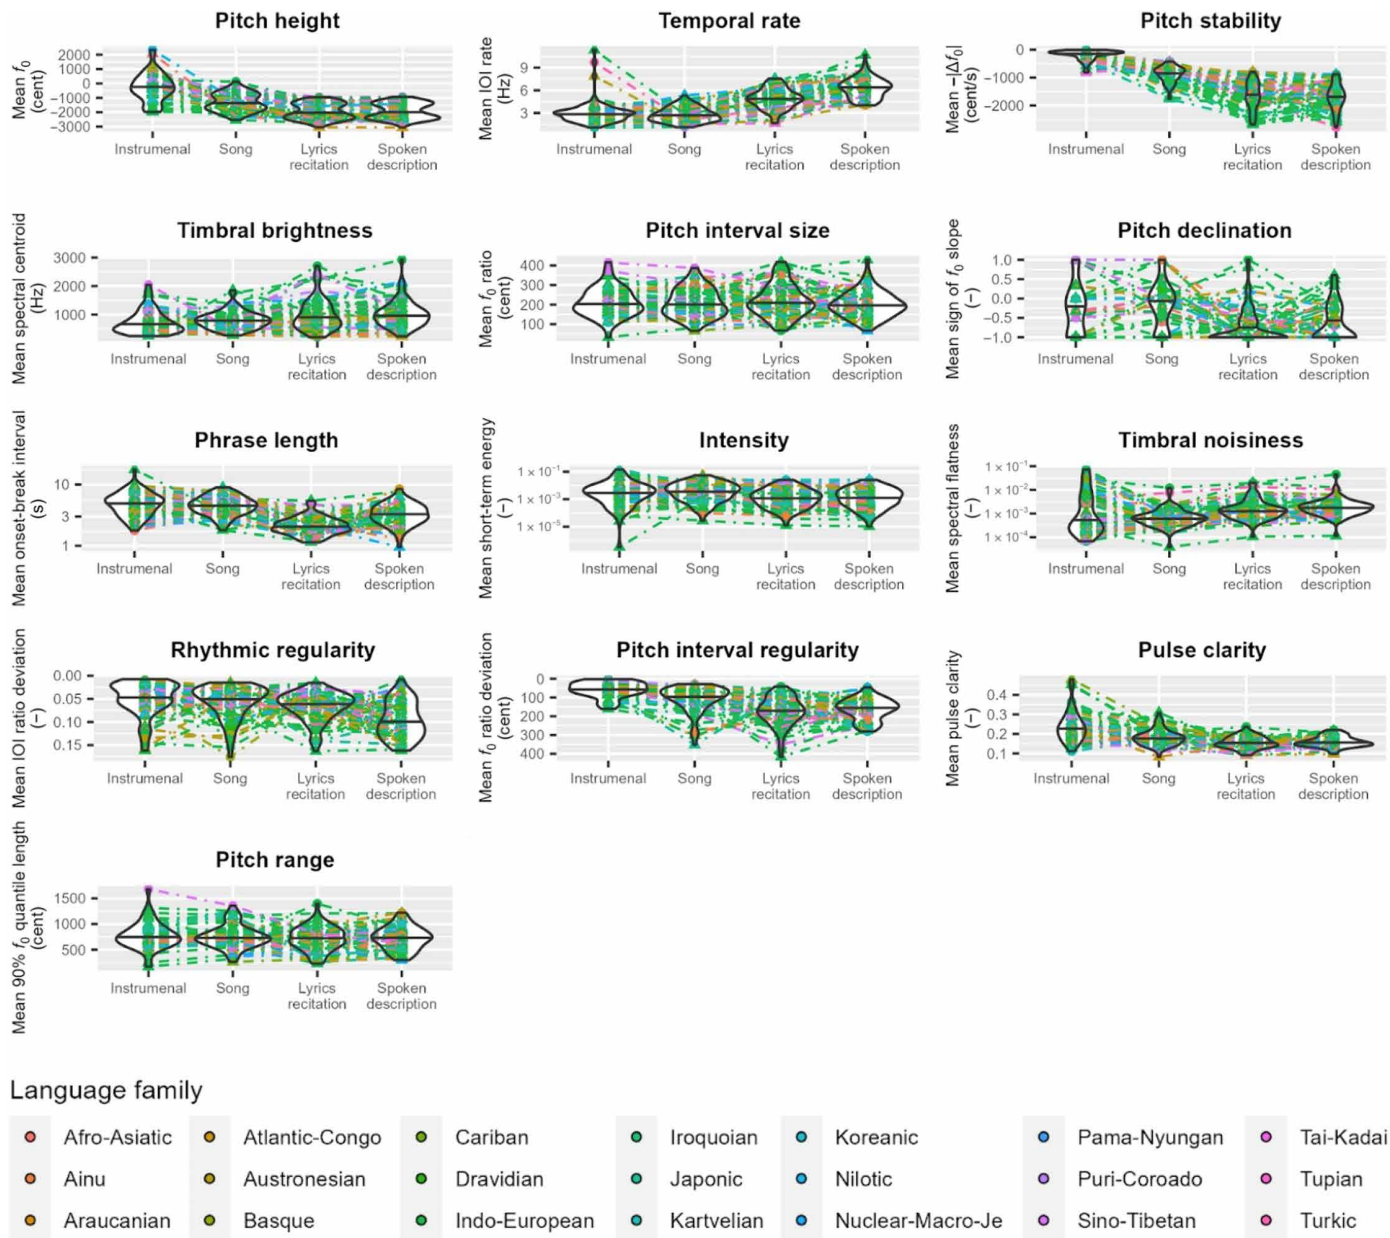 Pitch height
Mean f0
(cent)
2000
1000
0
−1000
−2000
−3000
Instrumenal
Song
Lyrics
recitation
Spoken
description
Temporal rate
Mean IOI rate
(Hz)
9
6
3
Instrumenal
Song
Lyrics
recitation
Spoken
description
Pitch stability
Mean −|Δf0|
(cent/s)
0
−1000
−2000
Instrumenal
Song
Lyrics
recitation
Spoken
description
Timbral brightness
Mean spectral centroid
(Hz)
3000
2000
1000
Instrumenal
Song
Lyrics
recitation
Spoken
description
Pitch interval size
Mean f0 ratio
(cent)
400
300
200
100
Instrumenal
Song
Lyrics
recitation
Spoken
description
Pitch declination
Mean sign of f0 slope
(−)
1.0
0.5
0.0
−0.5
−1.0
Instrumenal
Song
Lyrics
recitation
Spoken
description
Phrase length
Mean onset-break interval
(s)
10
3
1
Instrumenal
Song
Lyrics
recitation
Spoken
description
Intensity
Mean short-term energy
(−)
1 × 10⁻¹
1 × 10⁻³
1 × 10⁻⁵
Instrumenal
Song
Lyrics
recitation
Spoken
description
Timbral noisiness
Mean spectral flatness
(−)
1 × 10⁻¹
1 × 10⁻²
1 × 10⁻³
1 × 10⁻⁴
Instrumenal
Song
Lyrics
recitation
Spoken
description
Rhythmic regularity
Mean IOI ratio deviation
(−)
0.00
0.05
0.10
0.15
Instrumenal
Song
Lyrics
recitation
Spoken
description
Pitch interval regularity
Mean f0 ratio deviation
(cent)
0
100
200
300
400
Instrumenal
Song
Lyrics
recitation
Spoken
description
Pulse clarity
Mean pulse clarity
(−)
0.4
0.3
0.2
0.1
Instrumenal
Song
Lyrics
recitation
Spoken
description
Pitch range
Mean 90% f0 quantile length
(cent)
1500
1000
500
Instrumenal
Song
Lyrics
recitation
Spoken
description
Language family
Afro-Asiatic
Atlantic-Congo
Cariban
Iroquoian
Koreanic
Pama-Nyungan
Tai-Kadai
Ainu
Austronesian
Dravidian
Japonic
Nilotic
Puri-Coroado
Tupian
Araucanian
Basque
Indo-European
Kartvelian
Nuclear-Macro-Je
Sino-Tibetan
Turkic